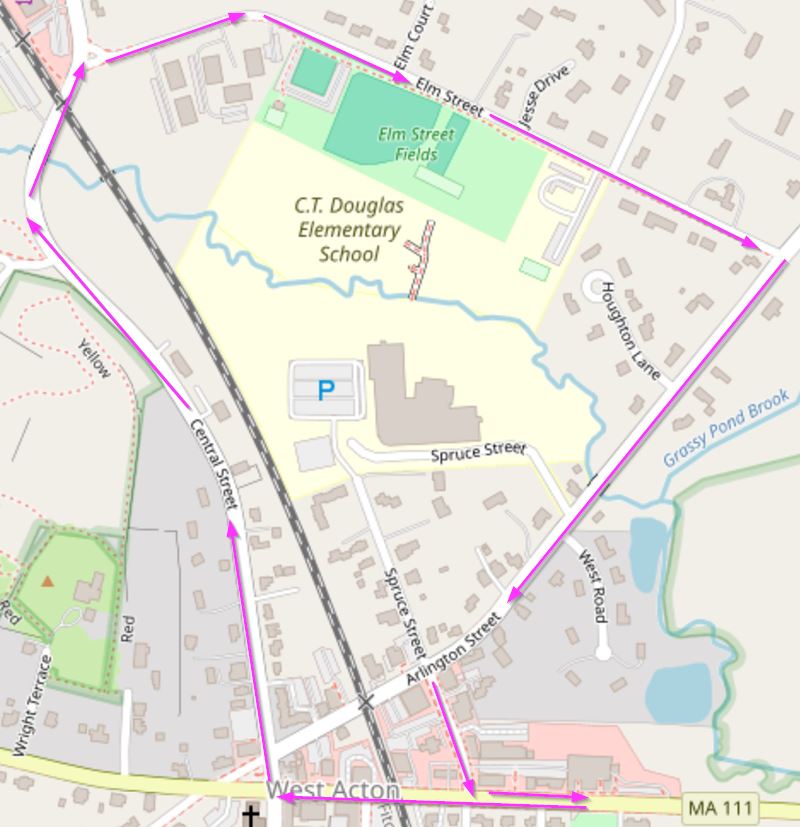 Elm Court
Elm Street
Jesse Drive
Elm Street
Fields
C.T. Douglas
Elementary
School
Houghton Lane
Yellow
P
Grassy Pond Brook
Central Street
Spruce Street
West Road
Spruce Street
Red
Red
Arlington Street
Wright Terrace
West Acton
MA 111